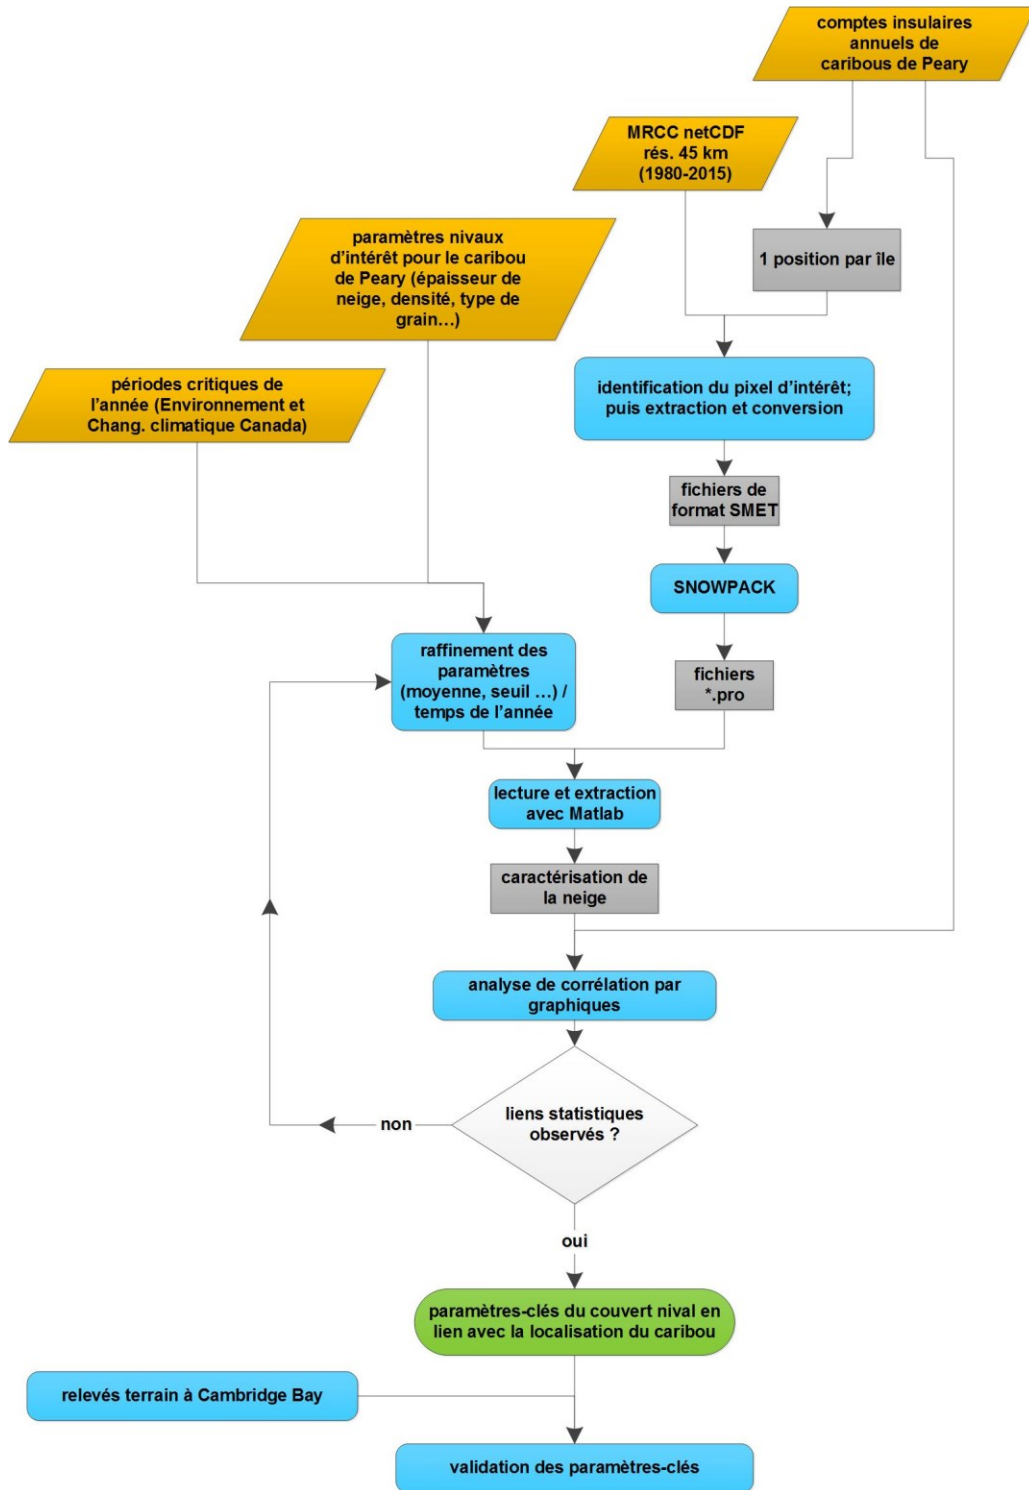 comptes insulaires
annuels de
caribous de Peary
MRCC netCDF
rés. 45 km
(1980-2015)
paramètres nivaux
d’intérêt pour le caribou
de Peary (épaisseur de
neige, densité, type de
grain…)
1 position par île
périodes critiques de
l’année (Environnement et
Chang. climatique Canada)
identification du pixel d’intérêt;
puis extraction et conversion
fichiers de
format SMET
SNOWPACK
raffinement des
paramètres
(moyenne, seuil …) /
temps de l’année
fichiers
*.pro
lecture et extraction
avec Matlab
caractérisation de
la neige
analyse de corrélation par
graphiques
liens statistiques
observés ?
non
oui
paramètres-clés du couvert nival en
lien avec la localisation du caribou
relevés terrain à Cambridge Bay
validation des paramètres-clés